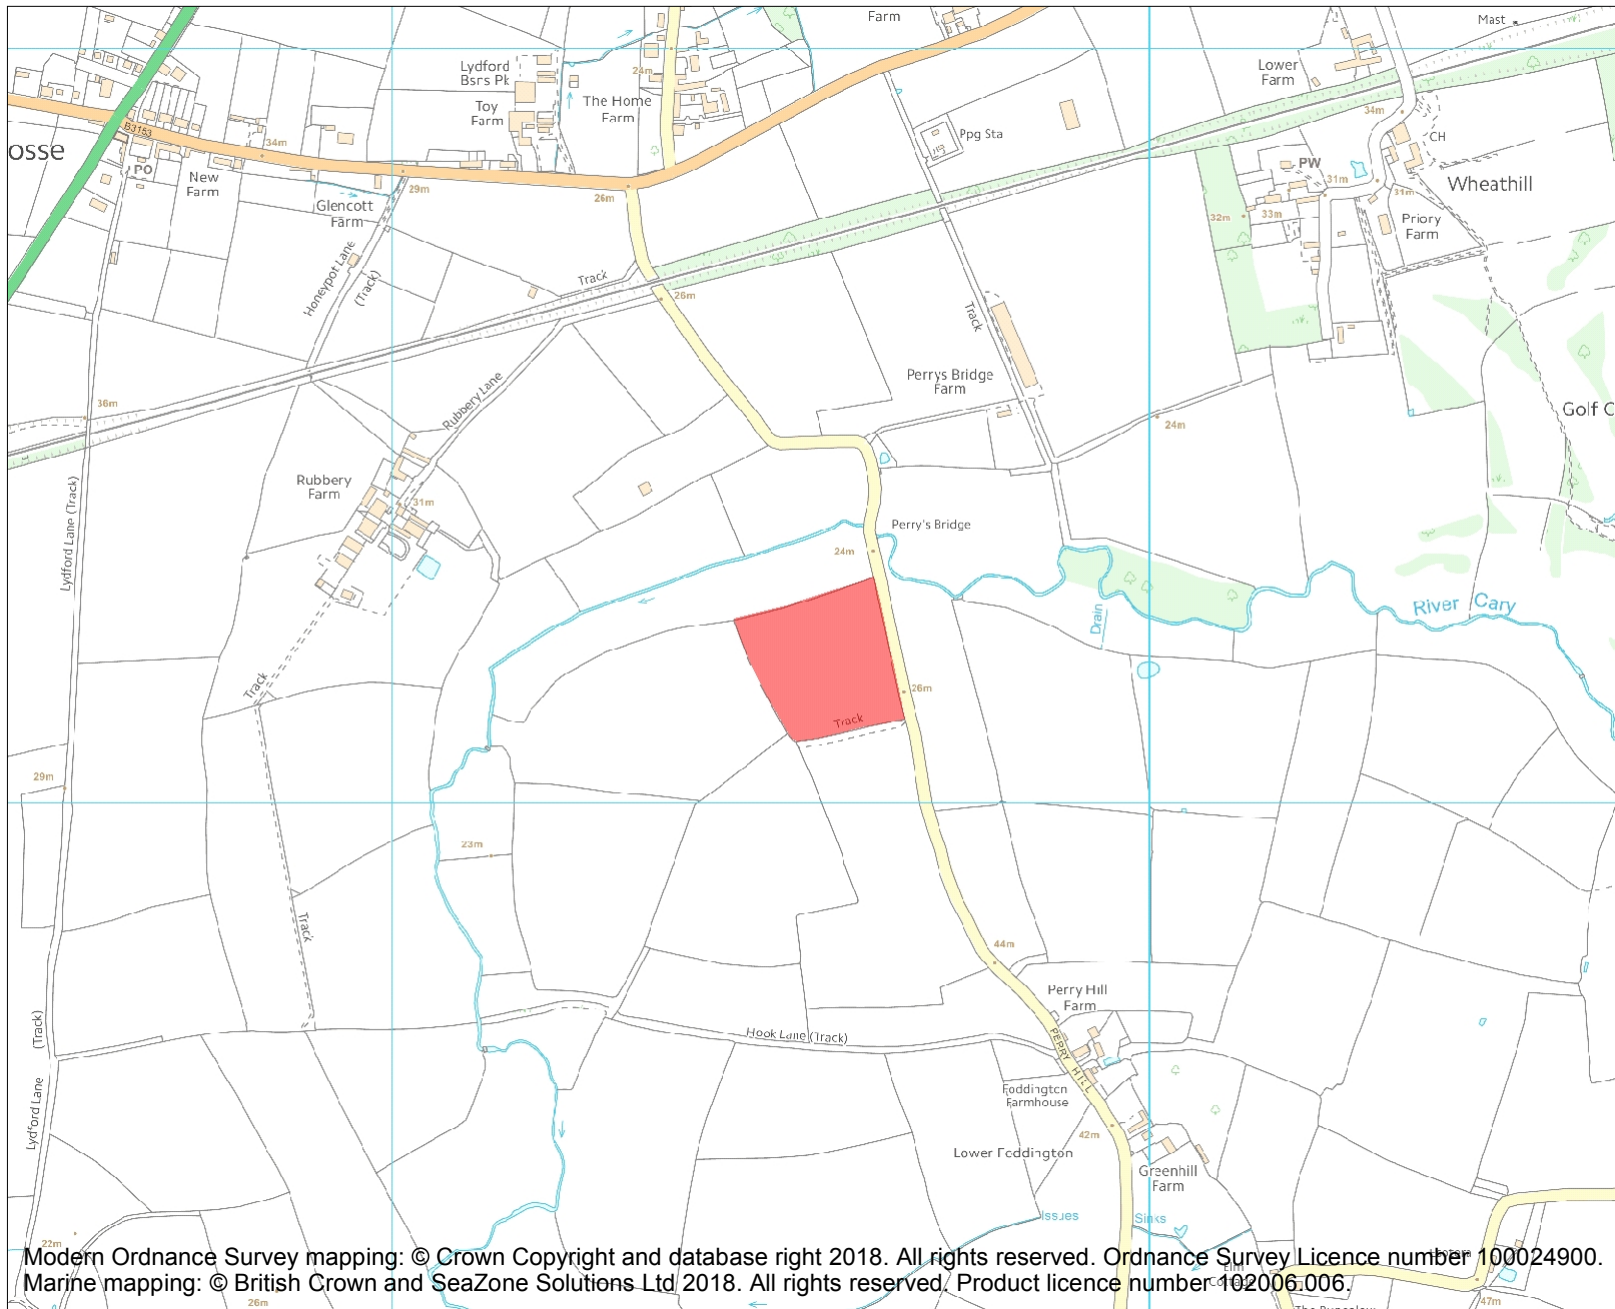 Farm
Mast
Lydford
Bsns Pk
24m
Lower
Farm
Toy
Farm
The Home
Farm
34m
B3153
Ppg Sta
CH
osse
34m
PO
New
Farm
29m
26m
PW
31m
31m
Wheathill
Glencott
Farm
32m
33m
Priory
Farm
Honeypot Lane
(Track)
Track
26m
Track
Perrys Bridge
Farm
36m
Rubbery Lane
24m
Golf C
Rubbery
Farm
31m
Lydford Lane (Track)
Perry's Bridge
24m
River Cary
Drain
Track
26m
Track
29m
23m
Track
44m
Perry Hill
Farm
(Track)
Hook Lane (Track)
PERRY HILL
Foddington
Farmhouse
Lydford Lane
42m
Lower Foddington
Greenhill
Farm
Issues
Sinks
22m
Modern Ordnance Survey mapping: © Crown Copyright and database right 2018. All rights reserved. Ordnance Survey Licence number 100024900.
Elm
Cottage
Marine mapping: © British Crown and SeaZone Solutions Ltd 2018. All rights reserved. Product licence number 102006.006.
26m
47m
The Bungalow